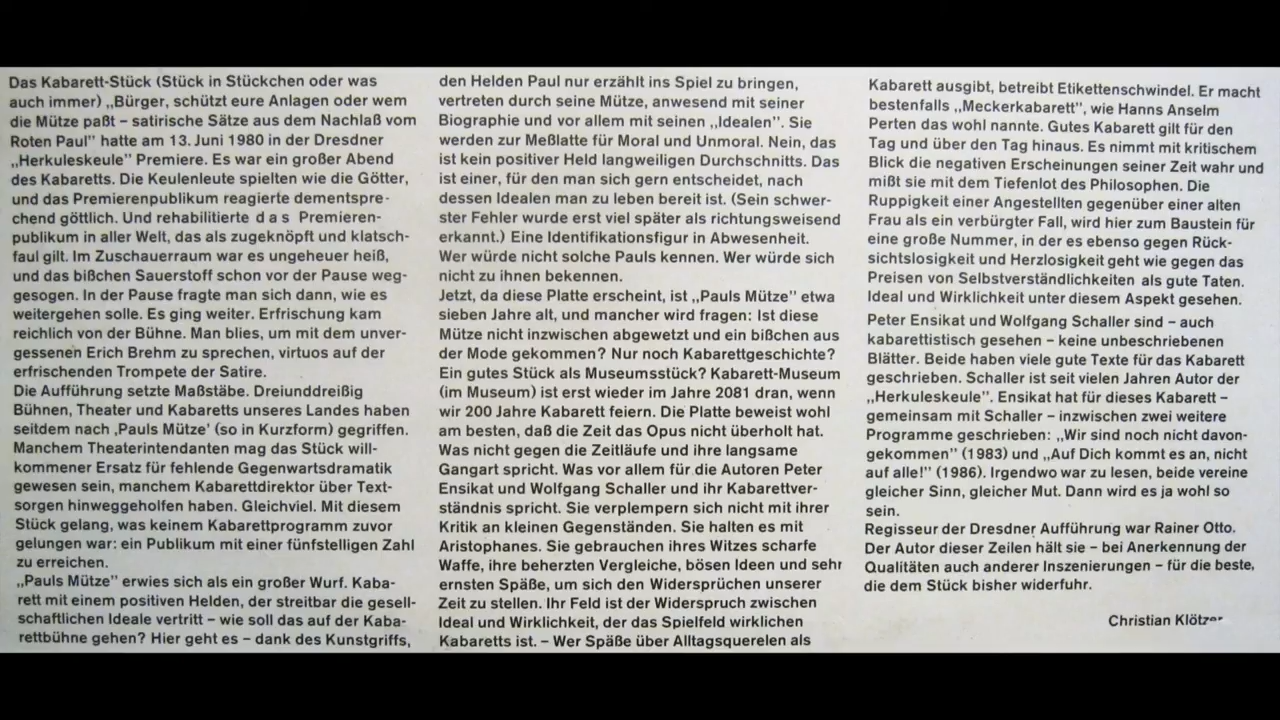 Das Kabarett-Stück (Stück in Stückchen oder was
auch immer) „Bürger, schützt eure Anlagen oder wem
die Mütze paßt – satirische Sätze aus dem Nachlaß vom
Roten Paul" hatte am 13. Juni 1980 in der Dresdner
„Herkuleskeule" Premiere. Es war ein großer Abend
des Kabaretts. Die Keulenleute spielten wie die Götter,
und das Premierenpublikum reagierte dementspre-
chend göttlich. Und rehabilitierte d a s Premieren-
publikum in aller Welt, das als zugeknöpft und klatsch-
faul gilt. Im Zuschauerraum war es ungeheuer heiß,
und das bißchen Sauerstoff schon vor der Pause weg-
gesogen. In der Pause fragte man sich dann, wie es
weitergehen solle. Es ging weiter. Erfrischung kam
reichlich von der Bühne. Man blies, um mit dem unver-
gessenen Erich Brehm zu sprechen, virtuos auf der
erfrischenden Trompete der Satire.
Die Aufführung setzte Maßstäbe. Dreiunddreißig
Bühnen, Theater und Kabaretts unseres Landes haben
seitdem nach ‚Pauls Mütze' (so in Kurzform) gegriffen.
Manchem Theaterintendanten mag das Stück will-
kommener Ersatz für fehlende Gegenwartsdramatik
gewesen sein, manchem Kabarettdirektor über Text-
sorgen hinweggeholfen haben. Gleichviel. Mit diesem
Stück gelang, was keinem Kabarettprogramm zuvor
gelungen war: ein Publikum mit einer fünfstelligen Zahl
zu erreichen.
„Pauls Mütze" erwies sich als ein großer Wurf. Kaba-
rett mit einem positiven Helden, der streitbar die gesell-
schaftlichen Ideale vertritt – wie soll das auf der Kaba-
rettbühne gehen? Hier geht es – dank des Kunstgriffs,
den Helden Paul nur erzählt ins Spiel zu bringen,
vertreten durch seine Mütze, anwesend mit seiner
Biographie und vor allem mit seinen „Idealen". Sie
werden zur Meßlatte für Moral und Unmoral. Nein, das
ist kein positiver Held langweiligen Durchschnitts. Das
ist einer, für den man sich gern entscheidet, nach
dessen Idealen man zu leben bereit ist. (Sein schwer-
ster Fehler wurde erst viel später als richtungsweisend
erkannt.) Eine Identifikationsfigur in Abwesenheit.
Wer würde nicht solche Pauls kennen. Wer würde sich
nicht zu ihnen bekennen.
Jetzt, da diese Platte erscheint, ist „Pauls Mütze" etwa
sieben Jahre alt, und mancher wird fragen: Ist diese
Mütze nicht inzwischen abgewetzt und ein bißchen aus
der Mode gekommen? Nur noch Kabarettgeschichte?
Ein gutes Stück als Museumsstück? Kabarett-Museum
(im Museum) ist erst wieder im Jahre 2081 dran, wenn
wir 200 Jahre Kabarett feiern. Die Platte beweist wohl
am besten, daß die Zeit das Opus nicht überholt hat.
Was nicht gegen die Zeitläufe und ihre langsame
Gangart spricht. Was vor allem für die Autoren Peter
Ensikat und Wolfgang Schaller und ihr Kabarettver-
ständnis spricht. Sie verplempern sich nicht mit ihrer
Kritik an kleinen Gegenständen. Sie halten es mit
Aristophanes. Sie gebrauchen ihres Witzes scharfe
Waffe, ihre beherzten Vergleiche, bösen Ideen und sehr
ernsten Späße, um sich den Widersprüchen unserer
Zeit zu stellen. Ihr Feld ist der Widerspruch zwischen
Ideal und Wirklichkeit, der das Spielfeld wirklichen
Kabaretts ist. – Wer Späße über Alltagsquerelen als
Kabarett ausgibt, betreibt Etikettenschwindel. Er macht
bestenfalls „Meckerkabarett", wie Hanns Anselm
Perten das wohl nannte. Gutes Kabarett gilt für den
Tag und über den Tag hinaus. Es nimmt mit kritischem
Blick die negativen Erscheinungen seiner Zeit wahr und
mißt sie mit dem Tiefenlot des Philosophen. Die
Ruppigkeit einer Angestellten gegenüber einer alten
Frau als ein verbürgter Fall, wird hier zum Baustein für
eine große Nummer, in der es ebenso gegen Rück-
sichtslosigkeit und Herzlosigkeit geht wie gegen das
Preisen von Selbstverständlichkeiten als gute Taten.
Ideal und Wirklichkeit unter diesem Aspekt gesehen.
Peter Ensikat und Wolfgang Schaller sind – auch
kabarettistisch gesehen – keine unbeschriebenen
Blätter. Beide haben viele gute Texte für das Kabarett
geschrieben. Schaller ist seit vielen Jahren Autor der
„Herkuleskeule". Ensikat hat für dieses Kabarett –
gemeinsam mit Schaller – inzwischen zwei weitere
Programme geschrieben: „Wir sind noch nicht davon-
gekommen" (1983) und „Auf Dich kommt es an, nicht
auf alle!" (1986). Irgendwo war zu lesen, beide vereine
gleicher Sinn, gleicher Mut. Dann wird es ja wohl so
sein.
Regisseur der Dresdner Aufführung war Rainer Otto.
Der Autor dieser Zeilen hält sie – bei Anerkennung der
Qualitäten auch anderer Inszenierungen – für die beste,
die dem Stück bisher widerfuhr.
Christian Klötzer